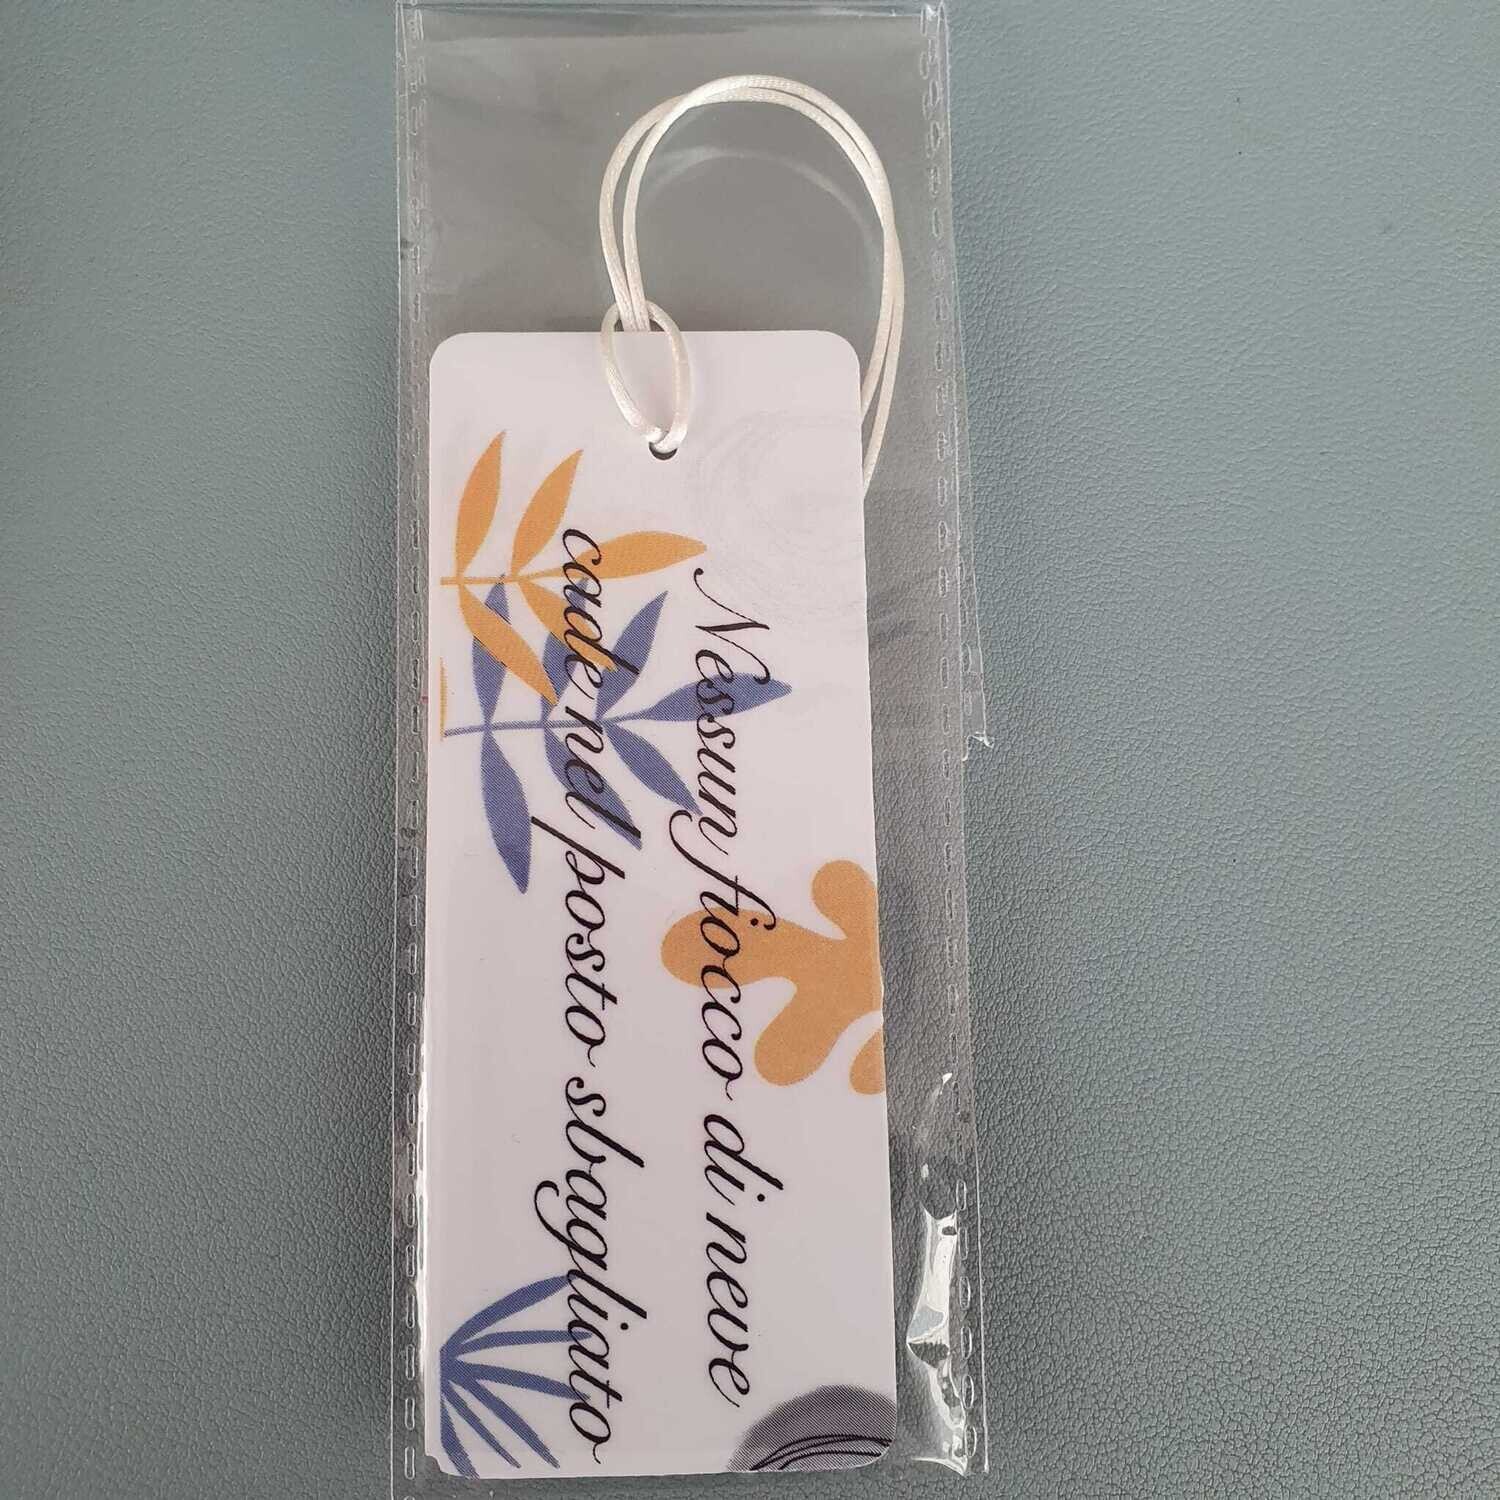 Nessun fiocco di neve
cade nel posto sbagliato